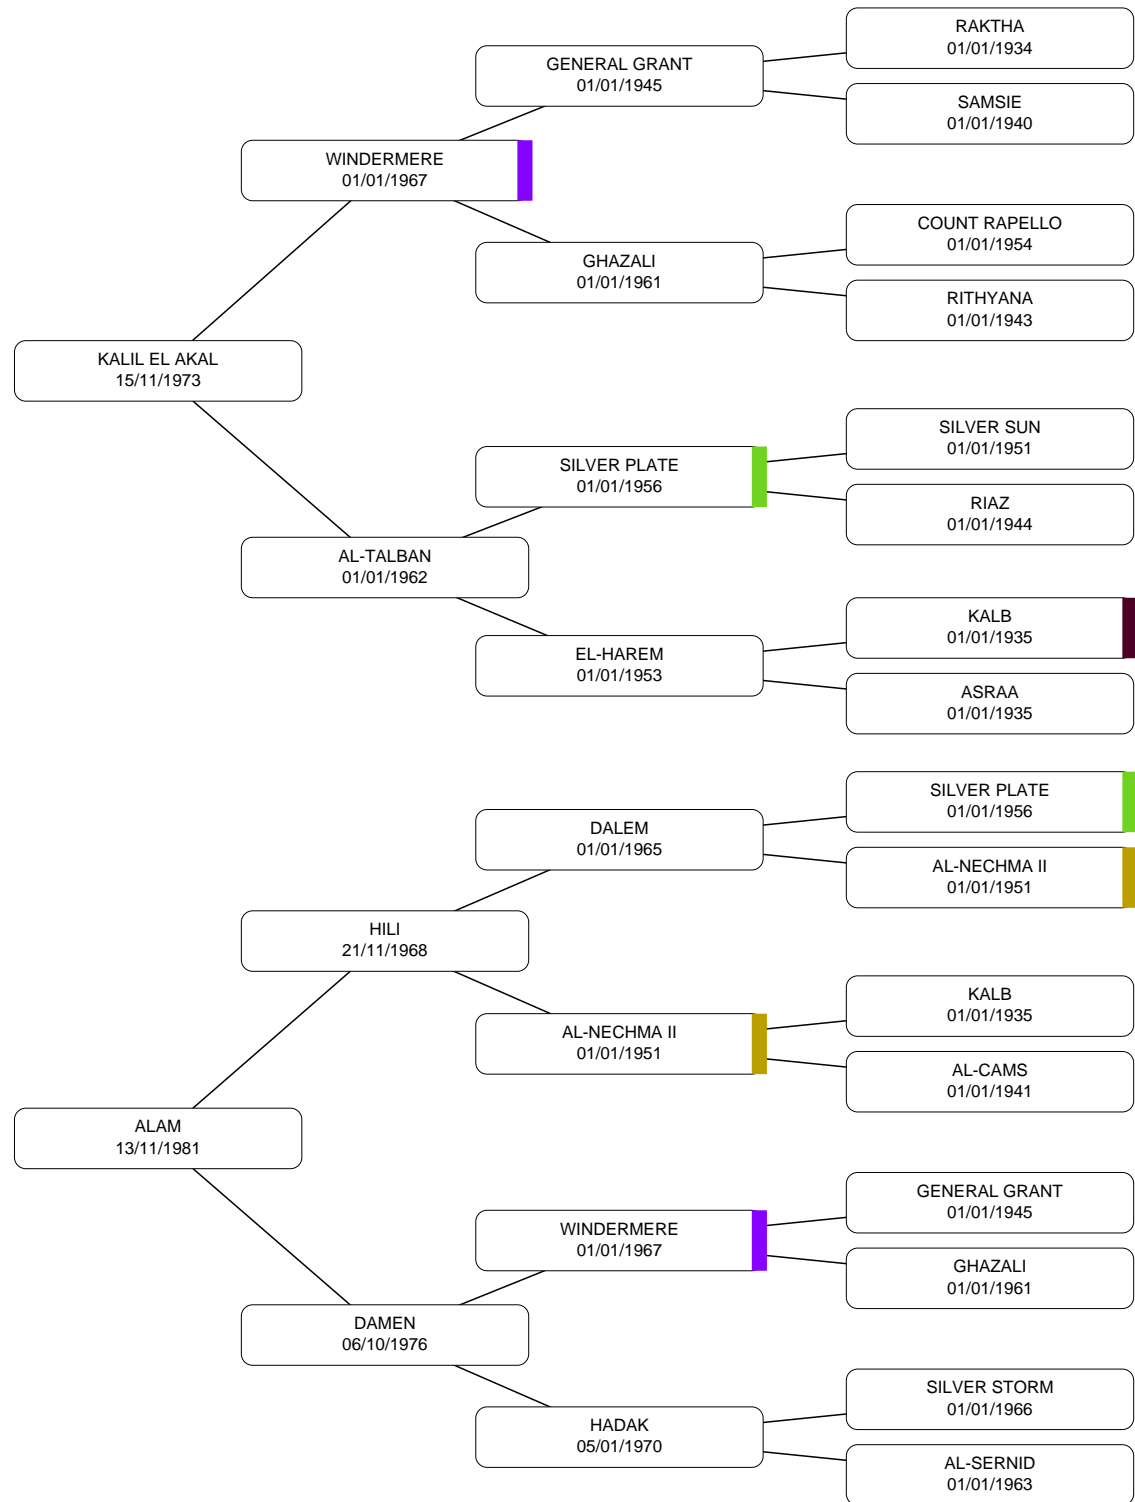 RAKTHA
01/01/1934
GENERAL GRANT
01/01/1945
SAMSIE
01/01/1940
WINDERMERE
01/01/1967
COUNT RAPELLO
01/01/1954
GHAZALI
01/01/1961
RITHYANA
01/01/1943
KALIL EL AKAL
15/11/1973
SILVER SUN
01/01/1951
SILVER PLATE
01/01/1956
RIAZ
01/01/1944
AL-TALBAN
01/01/1962
KALB
01/01/1935
EL-HAREM
01/01/1953
ASRAA
01/01/1935
SILVER PLATE
01/01/1956
DALEM
01/01/1965
AL-NECHMA II
01/01/1951
HILI
21/11/1968
KALB
01/01/1935
AL-NECHMA II
01/01/1951
AL-CAMS
01/01/1941
ALAM
13/11/1981
GENERAL GRANT
01/01/1945
WINDERMERE
01/01/1967
GHAZALI
01/01/1961
DAMEN
06/10/1976
SILVER STORM
01/01/1966
HADAK
05/01/1970
AL-SERNID
01/01/1963